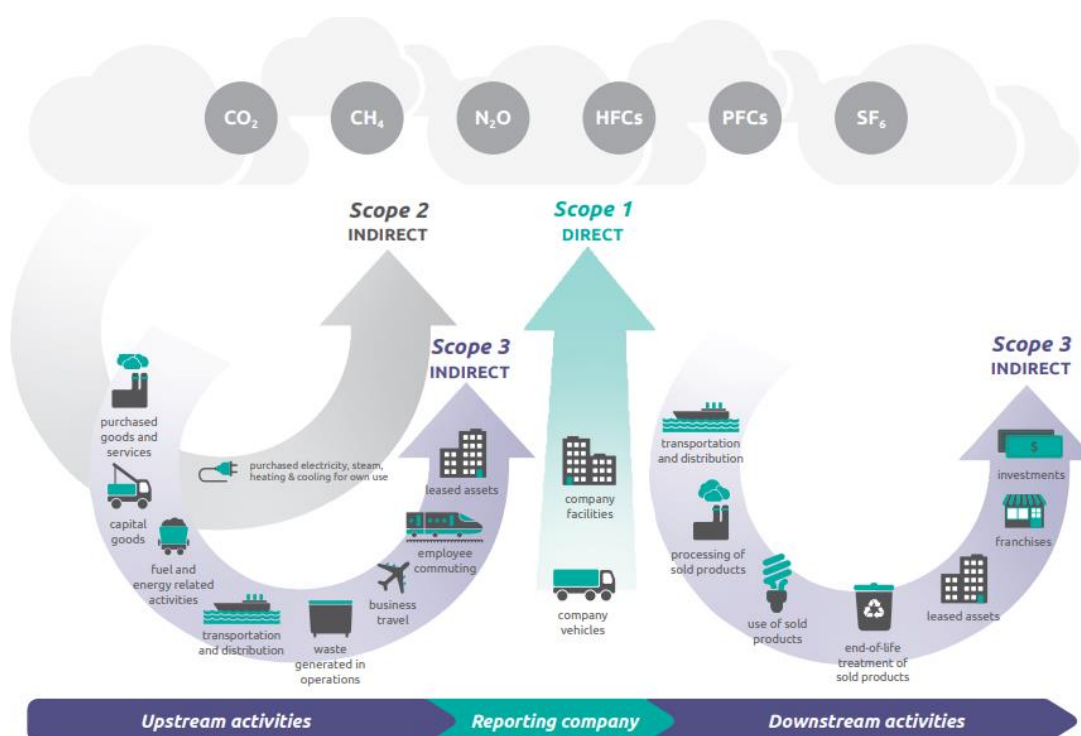 CO₂
CH₄
N₂O
HFCs
PFCs
SF₆
Scope 2
INDIRECT
Scope 1
DIRECT
Scope 3
INDIRECT
Scope 3
INDIRECT
purchased
goods and
services
capital
goods
fuel and
energy related
activities
purchased electricity, steam,
heating & cooling for own use
transportation
and distribution
waste
generated in
operations
business
travel
employee
commuting
leased assets
company
facilities
company
vehicles
transportation
and distribution
processing of
sold products
use of sold
products
end-of-life
treatment of
sold products
leased assets
franchises
$
investments
Upstream activities
Reporting company
Downstream activities